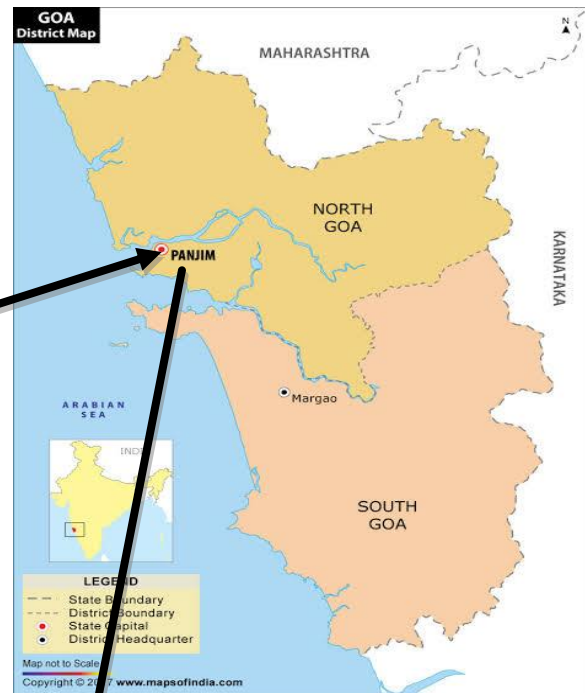 GOA
District Map
N
MAHARASHTRA
NORTH
GOA
PANJIM
KARNATAKA
Margao
ARABIAN
SEA
SOUTH
GOA
LEGEND
State Boundary
District Boundary
State Capital
District Headquarter
Map not to Scale
Copyright © www.mapsofindia.com